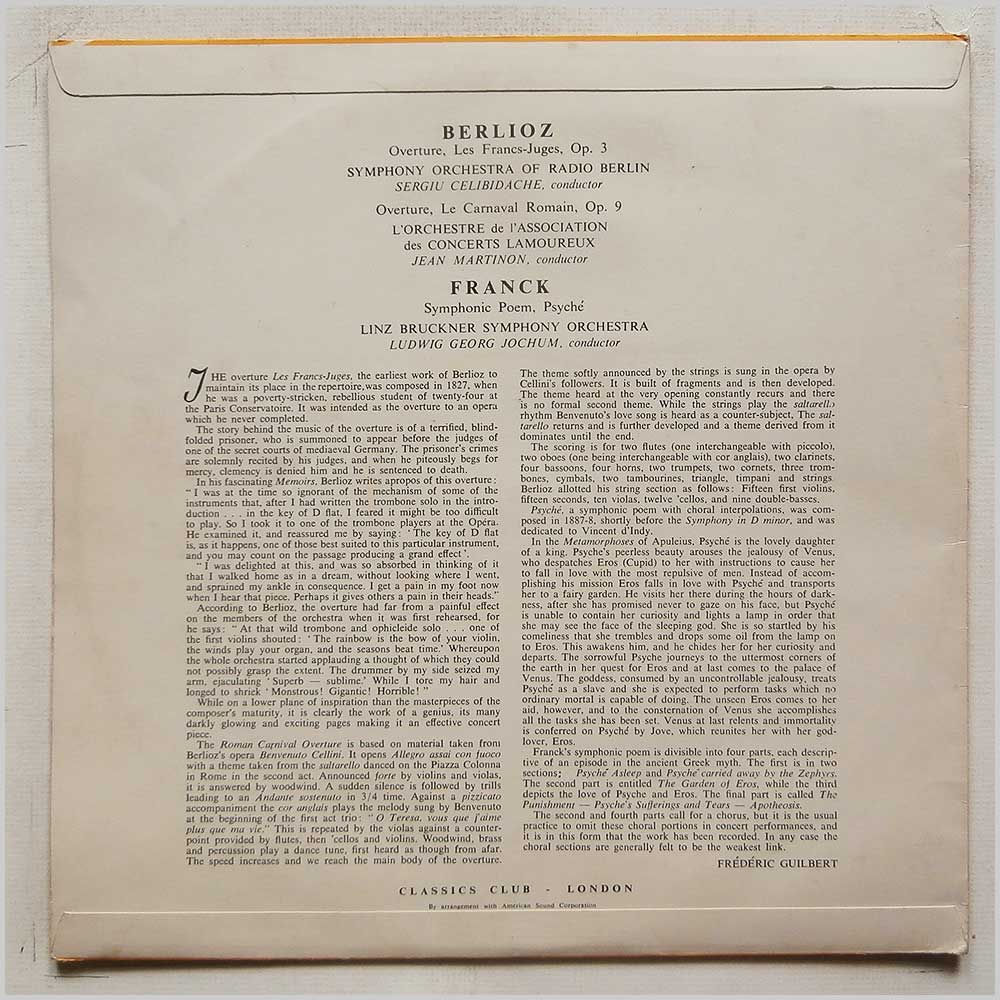 BERLIOZ
Overture, Les Francs-Juges, Op. 3
SYMPHONY ORCHESTRA OF RADIO BERLIN
SERGIU CELIBIDACHE, conductor
Overture, Le Carnaval Romain, Op. 9
L'ORCHESTRE de l'ASSOCIATION
des CONCERTS LAMOUREUX
JEAN MARTINON, conductor
FRANCK
Symphonic Poem, Psyché
LINZ BRUCKNER SYMPHONY ORCHESTRA
LUDWIG GEORG JOCHUM, conductor
THE overture Les Francs-Juges, the earliest work of Berlioz to
maintain its place in the repertoire, was composed in 1827, when
he was a poverty-stricken, rebellious student of twenty-four at
the Paris Conservatoire. It was intended as the overture to an opera
which he never completed.
The story behind the music of the overture is of a terrified, blind-
folded prisoner, who is summoned to appear before the judges of
one of the secret courts of mediaeval Germany. The prisoner's crimes
are solemnly recited by his judges, and when he piteously begs for
mercy, clemency is denied him and he is sentenced to death.
In his fascinating Memoirs, Berlioz writes apropos of this overture:
" I was at the time so ignorant of the mechanism of some of the
instruments that, after I had written the trombone solo in the intro-
duction . . . in the key of D flat, I feared it might be too difficult
to play. So I took it to one of the trombone players at the Opéra.
He examined it, and reassured me by saying: ' The key of D flat
is, as it happens, one of those best suited to this particular instrument,
and you may count on the passage producing a grand effect '.
" I was delighted at this, and was so absorbed in thinking of it
that I walked home as in a dream, without looking where I went,
and sprained my ankle in consequence. I get a pain in my foot now
when I hear that piece. Perhaps it gives others a pain in their heads."
According to Berlioz, the overture had far from a painful effect
on the members of the orchestra when it was first rehearsed, for
he says: " At that wild trombone and ophicleide solo . . . one of
the first violins shouted: ' The rainbow is the bow of your violin,
the winds play your organ, and the seasons beat time.' Whereupon
the whole orchestra started applauding a thought of which they could
not possibly grasp the extent. The drummer by my side seized my
arm, ejaculating ' Superb — sublime.' While I tore my hair and
longed to shriek ' Monstrous! Gigantic! Horrible! "
While on a lower plane of inspiration than the masterpieces of the
composer's maturity, it is clearly the work of a genius, its many
darkly glowing and exciting pages making it an effective concert
piece.
The Roman Carnival Overture is based on material taken from
Berlioz's opera Benvenuto Cellini. It opens Allegro assai con fuoco
with a theme taken from the saltarello danced on the Piazza Colonna
in Rome in the second act. Announced forte by violins and violas,
it is answered by woodwind. A sudden silence is followed by trills
leading to an Andante sostenuto in 3/4 time. Against a pizzicato
accompaniment the cor anglais plays the melody sung by Benvenuto
at the beginning of the first act trio: " O Teresa, vous que j'aime
plus que ma vie." This is repeated by the violas against a counter-
point provided by flutes, then 'cellos and violins. Woodwind, brass
and percussion play a dance tune, first heard as though from afar.
The speed increases and we reach the main body of the overture.
The theme softly announced by the strings is sung in the opera by
Cellini's followers. It is built of fragments and is then developed.
The theme heard at the very opening constantly recurs and there
is no formal second theme. While the strings play the saltarello
rhythm Benvenuto's love song is heard as a counter-subject, The sal-
tarello returns and is further developed and a theme derived from it
dominates until the end.
The scoring is for two flutes (one interchangeable with piccolo),
two oboes (one being interchangeable with cor anglais), two clarinets,
four bassoons, four horns, two trumpets, two cornets, three trom-
bones, cymbals, two tambourines, triangle, timpani and strings.
Berlioz allotted his string section as follows: Fifteen first violins,
fifteen seconds, ten violas, twelve 'cellos, and nine double-basses.
Psyché, a symphonic poem with choral interpolations, was com-
posed in 1887-8, shortly before the Symphony in D minor, and was
dedicated to Vincent d'Indy.
In the Metamorphoses of Apuleius, Psyché is the lovely daughter
of a king. Psyche's peerless beauty arouses the jealousy of Venus,
who despatches Eros (Cupid) to her with instructions to cause her
to fall in love with the most repulsive of men. Instead of accom-
plishing his mission Eros falls in love with Psyché and transports
her to a fairy garden. He visits her there during the hours of dark-
ness, after she has promised never to gaze on his face, but Psyché
is unable to contain her curiosity and lights a lamp in order that
she may see the face of the sleeping god. She is so startled by his
comeliness that she trembles and drops some oil from the lamp on
to Eros. This awakens him, and he chides her for her curiosity and
departs. The sorrowful Psyche journeys to the uttermost corners of
the earth in her quest for Eros and at last comes to the palace of
Venus. The goddess, consumed by an uncontrollable jealousy, treats
Psyché as a slave and she is expected to perform tasks which no
ordinary mortal is capable of doing. The unseen Eros comes to her
aid, however, and to the consternation of Venus she accomplishes
all the tasks she has been set. Venus at last relents and immortality
is conferred on Psyché by Jove, which reunites her with her god-
lover, Eros.
Franck's symphonic poem is divisible into four parts, each descrip-
tive of an episode in the ancient Greek myth. The first is in two
sections; Psyché Asleep and Psyché carried away by the Zephyrs.
The second part is entitled The Garden of Eros, while the third
depicts the love of Psyche and Eros. The final part is called The
Punishment — Psyche's Sufferings and Tears — Apotheosis.
The second and fourth parts call for a chorus, but it is the usual
practice to omit these choral portions in concert performances, and
it is in this form that the work has been recorded. In any case the
choral sections are generally felt to be the weakest link.
FRÉDÉRIC GUILBERT
CLASSICS CLUB - LONDON
By arrangement with American Sound Corporation